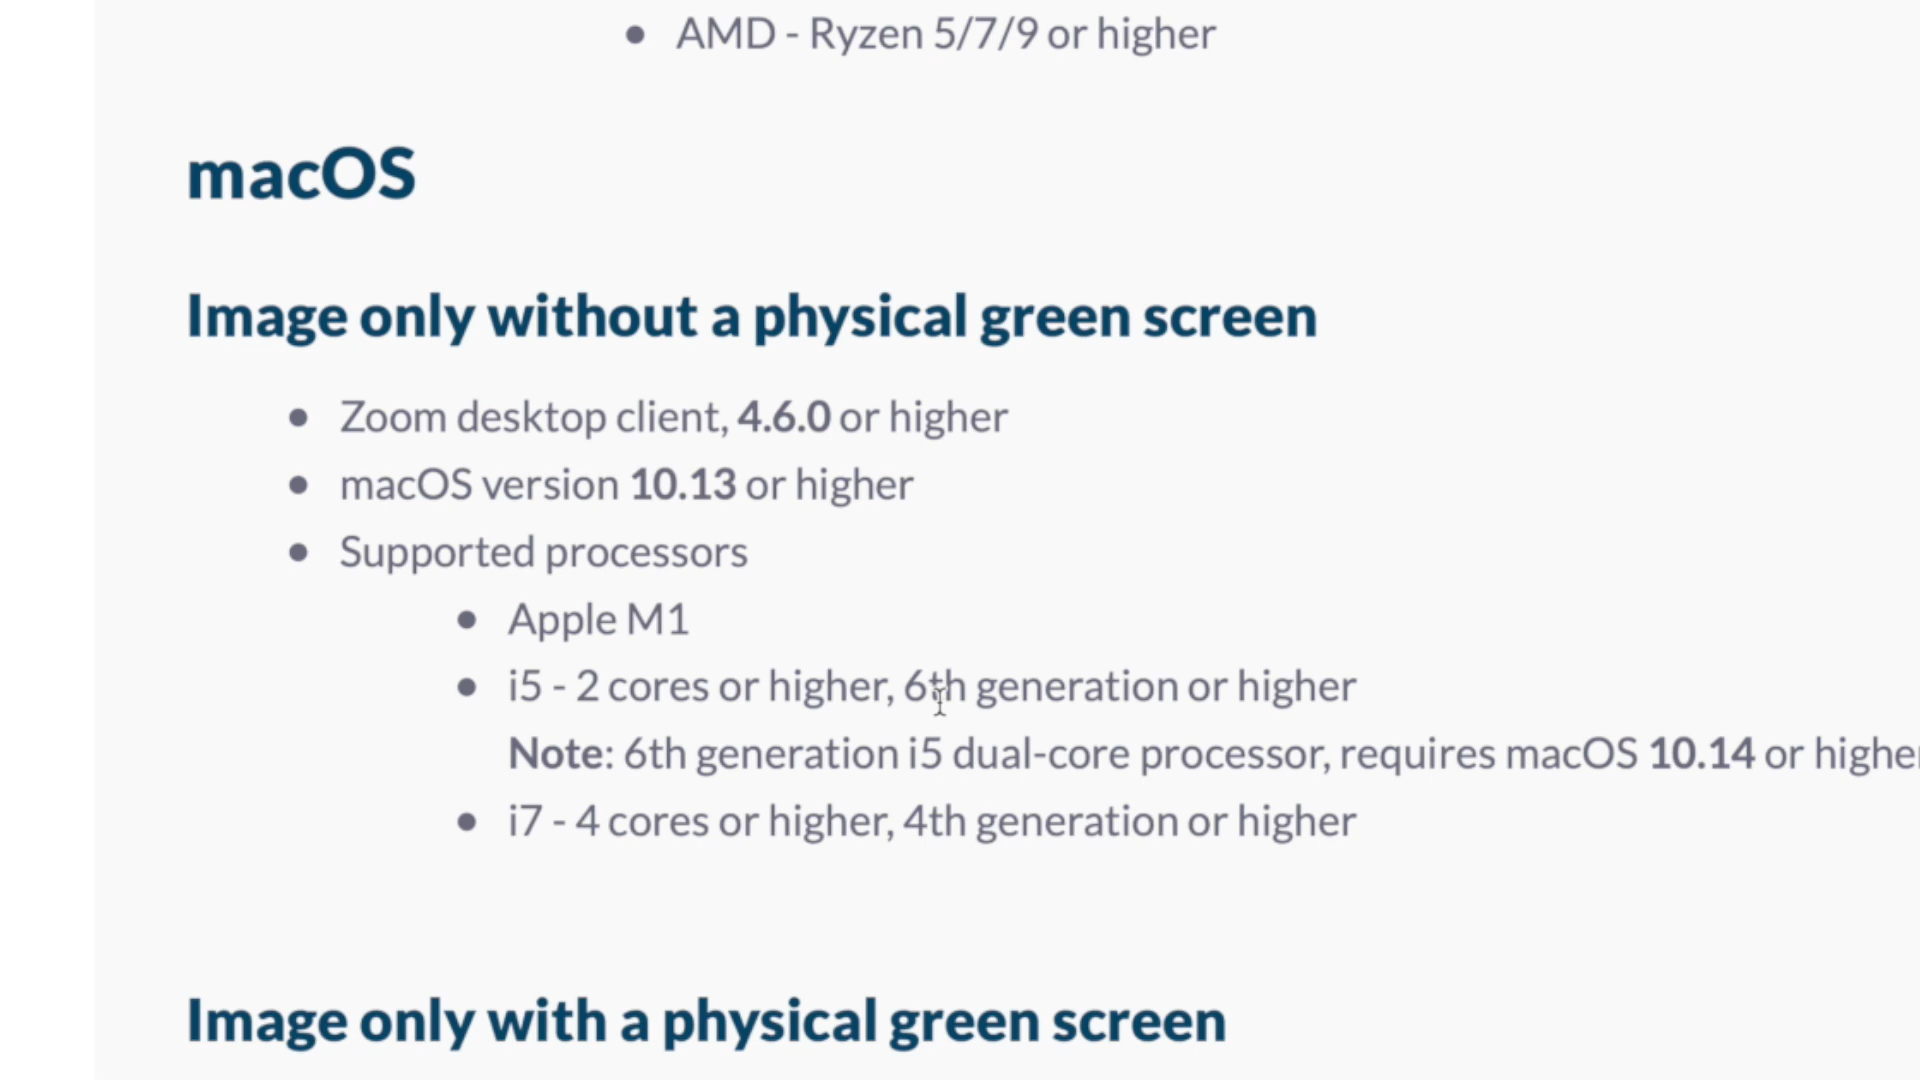 AMD - Ryzen 5/7/9 or higher
macOS
Image only without a physical green screen
Zoom desktop client, 4.6.0 or higher
macOS version 10.13 or higher
Supported processors
Apple M1
i5 - 2 cores or higher, 6th generation or higher
Note: 6th generation i5 dual-core processor, requires macOS 10.14 or higher
i7 - 4 cores or higher, 4th generation or higher
Image only with a physical green screen